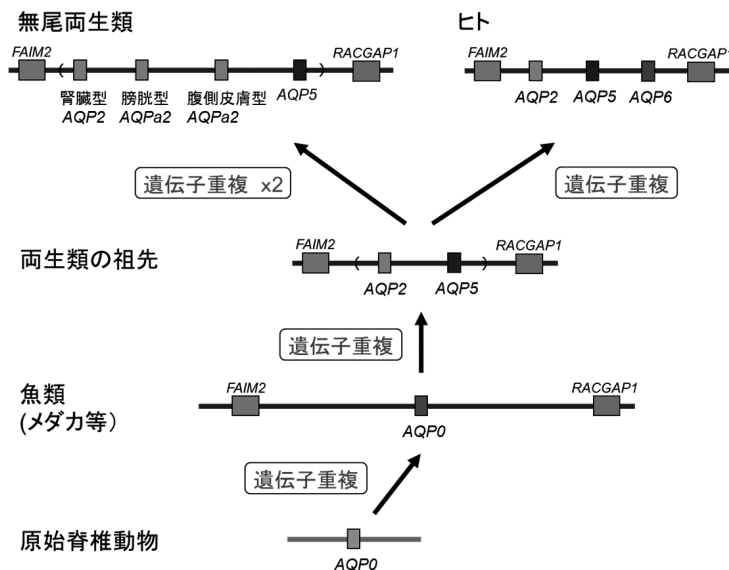 無尾両生類
ヒト
FAIM2
RACGAP1
FAIM2
RACGAP1
腎臓型
AQP2
膀胱型
AQPa2
腹側皮膚型
AQPa2
AQP5
AQP2
AQP5
AQP6
遺伝子重複 x2
遺伝子重複
両生類の祖先
FAIM2
RACGAP1
AQP2
AQP5
遺伝子重複
魚類
(メダカ等)
FAIM2
RACGAP1
AQP0
遺伝子重複
原始脊椎動物
AQP0